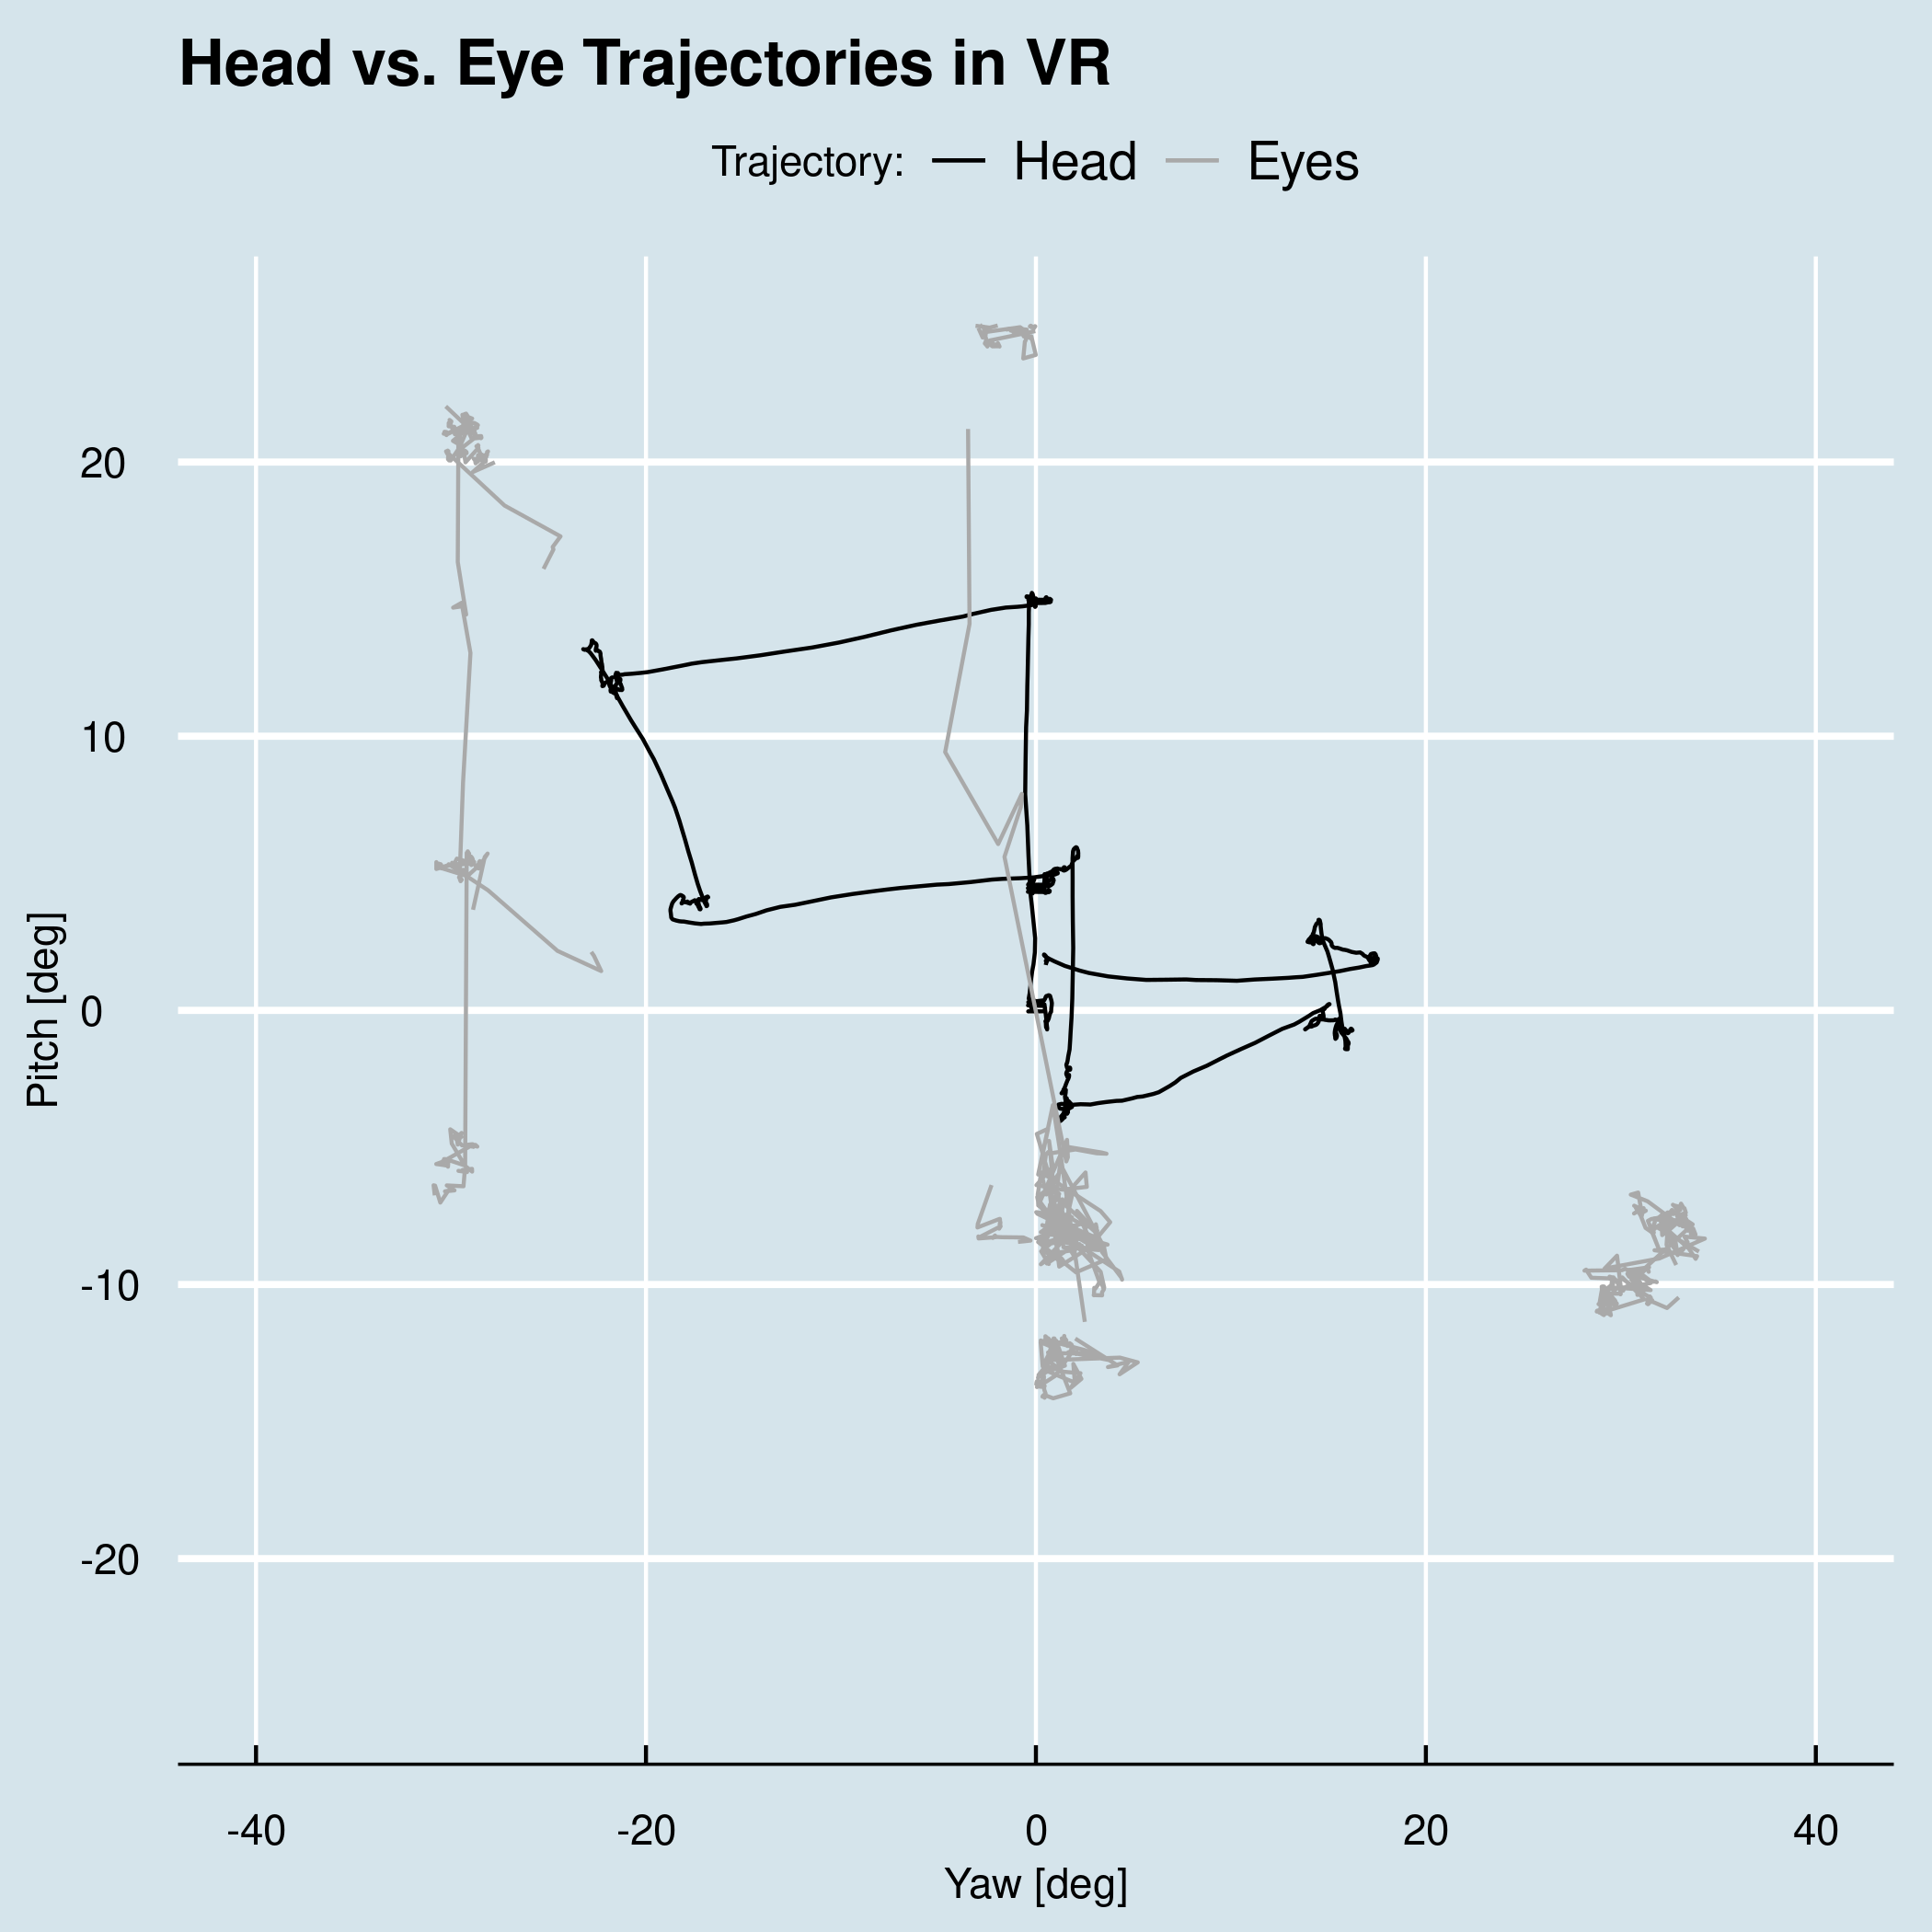 Head vs. Eye Trajectories in VR
Trajectory: Head Eyes
Pitch [deg]
20
10
0
-10
-20
-40 -20 0 20 40
Yaw [deg]